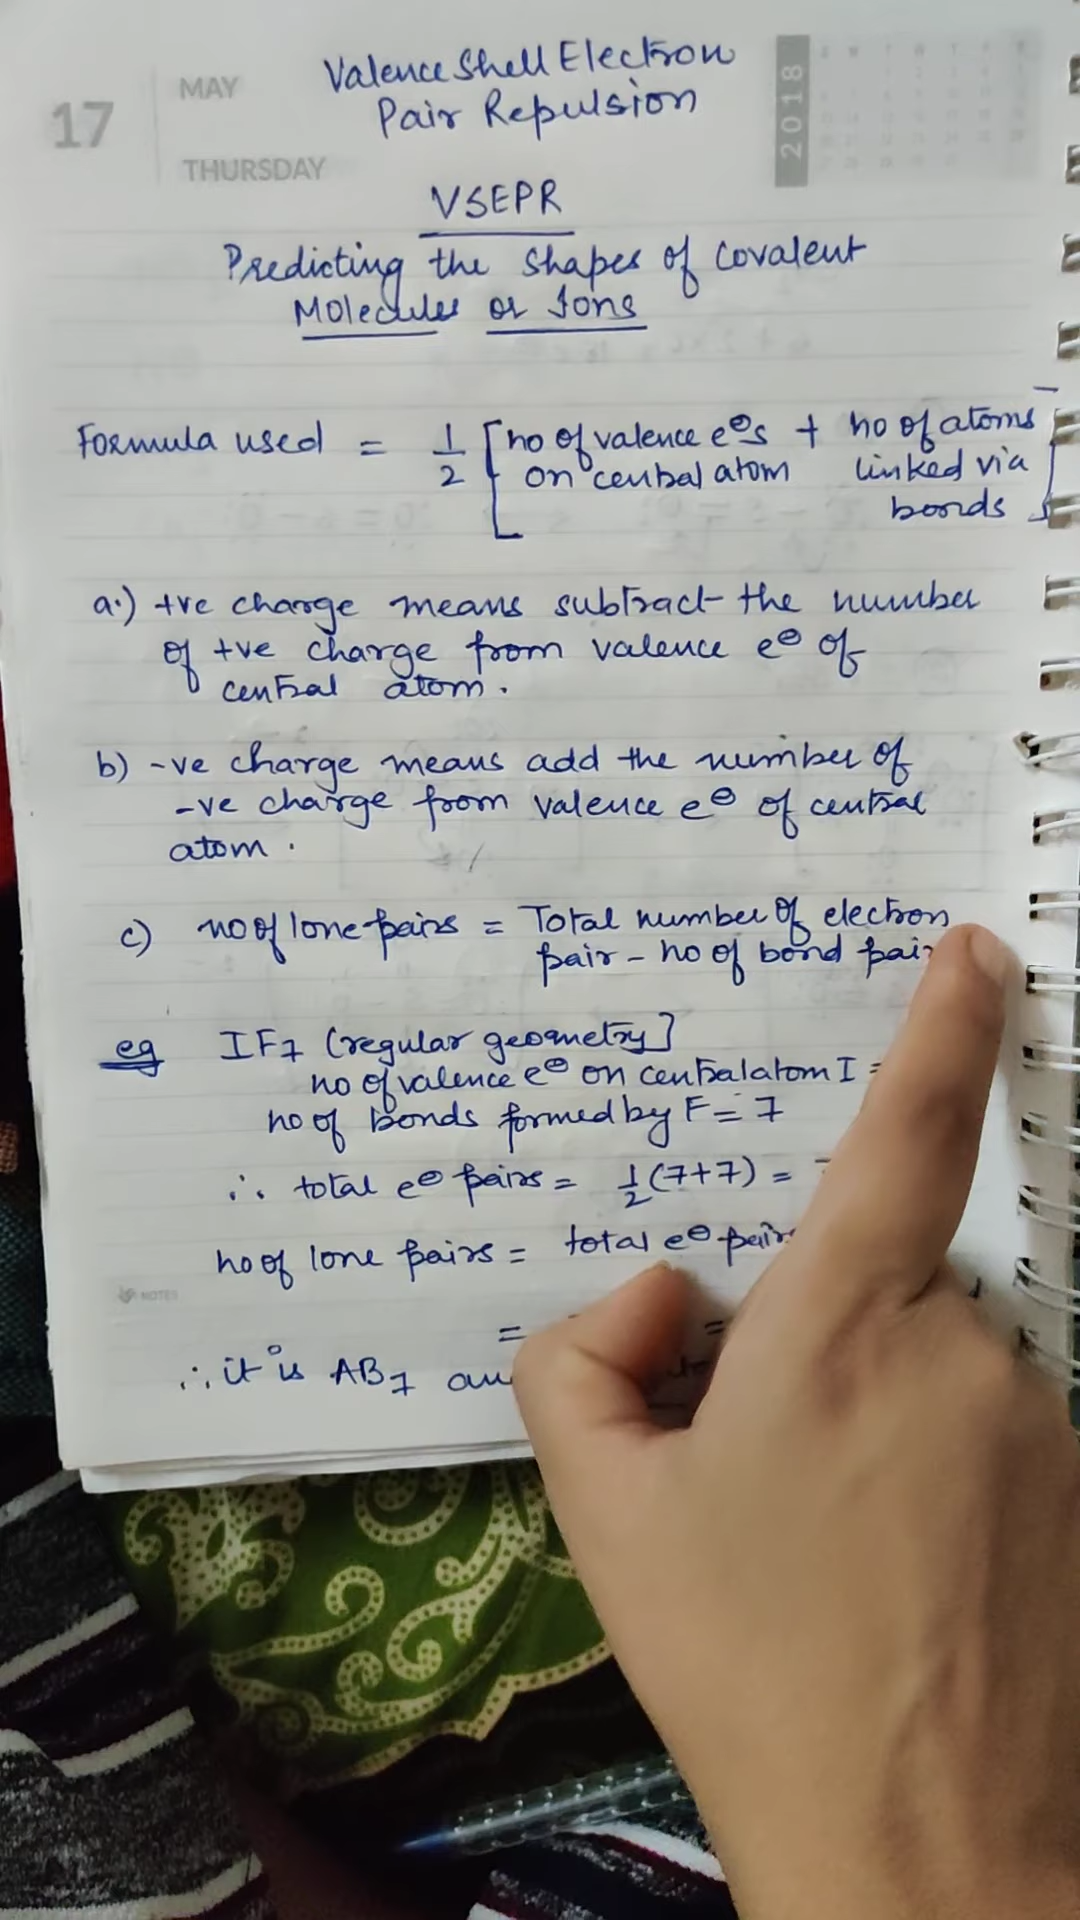 17
MAY
THURSDAY
2018
Valence Shell Electron
Pair Repulsion
VSEPR
Predicting the Shapes of Covalent
Molecules or Ions
Formula used = 1/2 [no of valence e⊖s + no of atoms
on central atom linked via
bonds]
a.) +ve charge means subtract the number
of +ve charge from valence e⊖ of
central atom.
b) -ve charge means add the number of
-ve charge from valence e⊖ of central
atom.
c) no of lone pairs = Total number of electron
pair - no of bond pair
eg IF7 (regular geometry]
no of valence e⊖ on central atom I =
no of bonds formed by F = 7
∴ total e⊖ pairs = 1/2 (7+7) =
no of lone pairs = total e⊖ pairs
NOTES
= =
∴ it is AB7